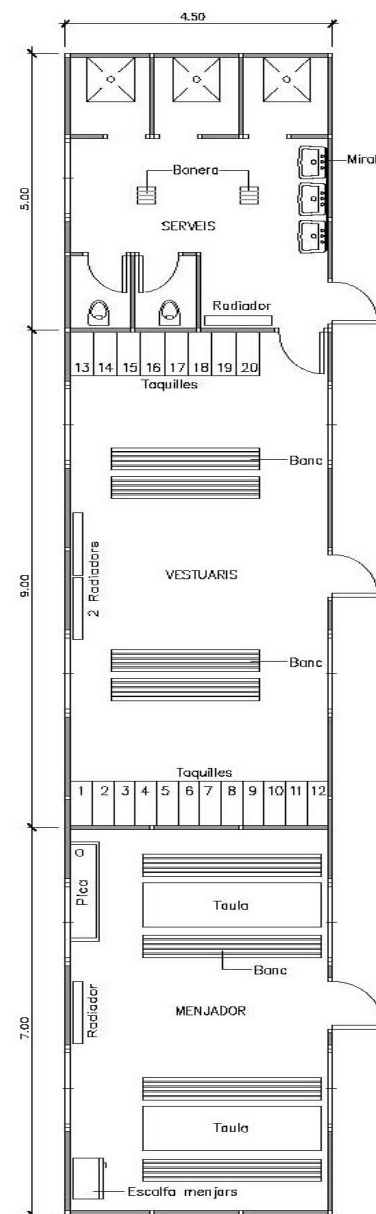 4.50
5.00
Mirall
Banera
SERVEIS
Radiador
13 14 15 16 17 18 19 20
Taquilles
Banc
9.00
2 Radiadors
VESTUARIS
Banc
Taquilles
1 2 3 4 5 6 7 8 9 10 11 12
Pica
Taula
Banc
7.00
Radiador
MENJADOR
Taula
Escalfa menjars